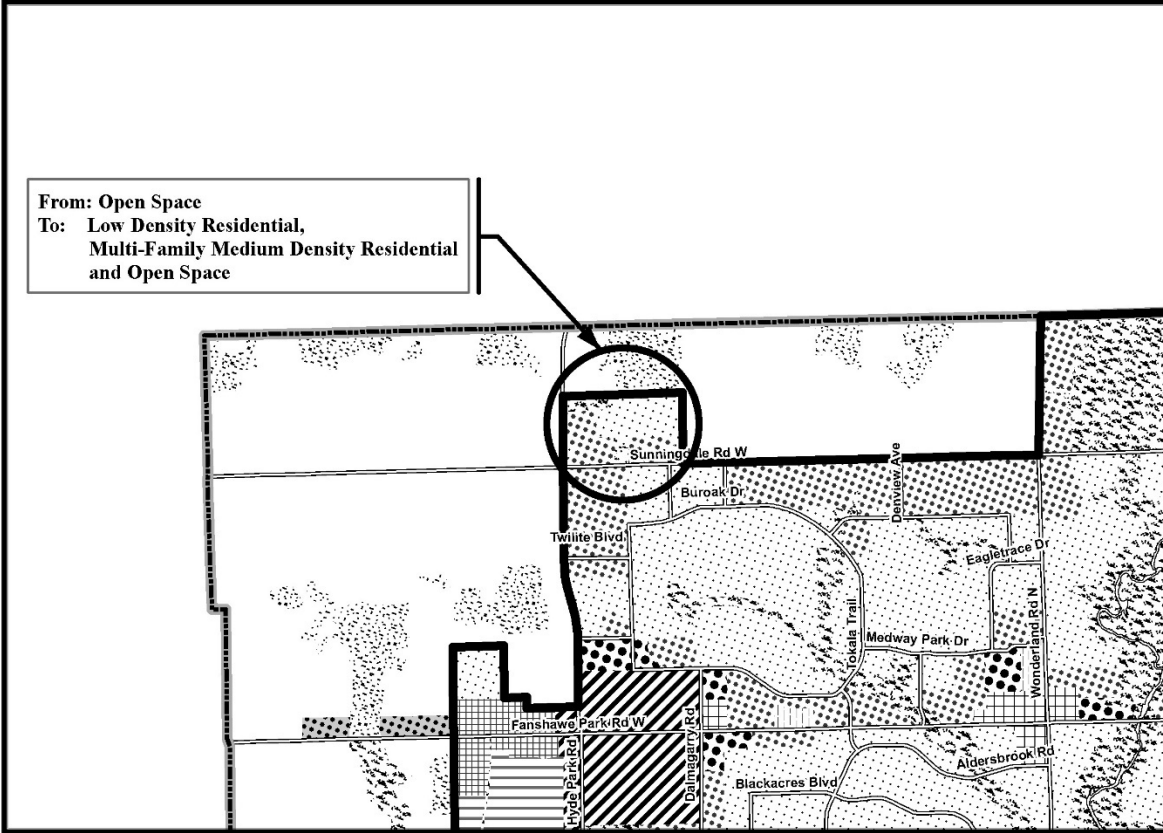 From: Open Space
To: Low Density Residential,
Multi-Family Medium Density Residential
and Open Space
Sunningdale Rd W
Buroak Dr
Denview Ave
Twilite Blvd
Eagletrace Dr
Tokala Trail
Medway Park Dr
Wonderland Rd N
Fanshawe Park Rd W
Hyde Park Rd
Dalmagarry Rd
Aldersbrook Rd
Blackacres Blvd